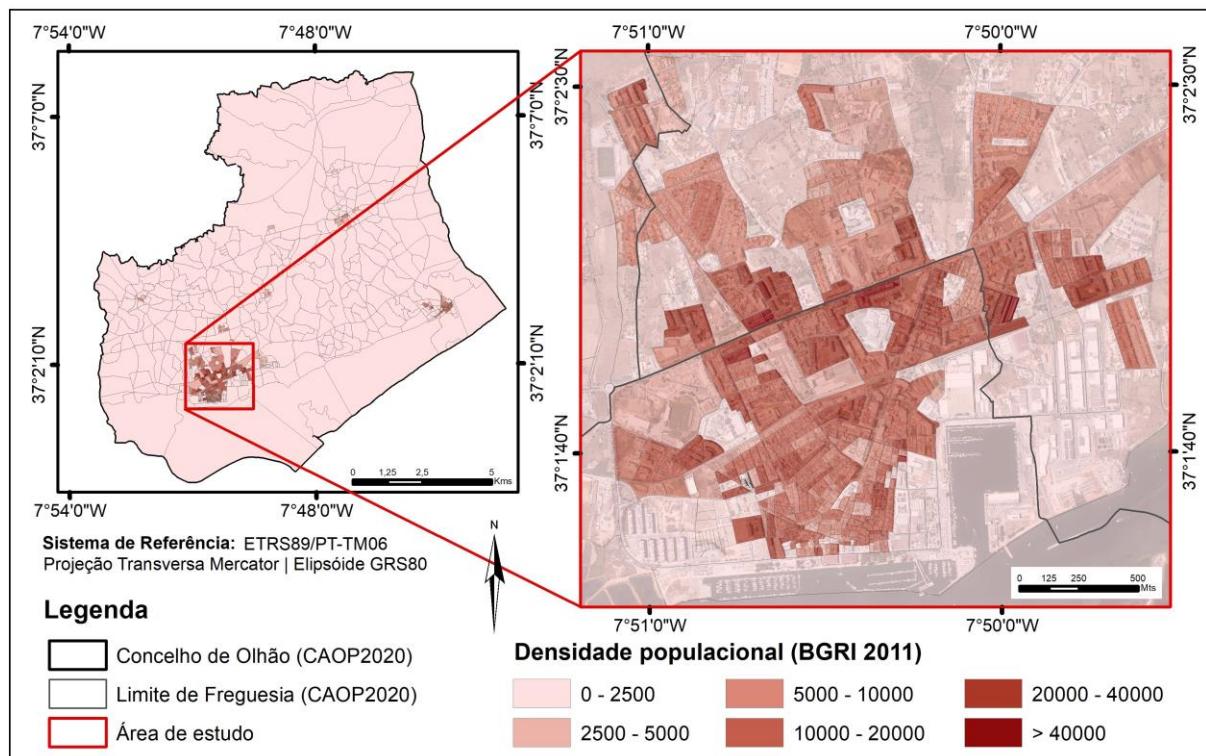 7°54'0"W 7°48'0"W
7°51'0"W 7°50'0"W
37°7'0"N
37°7'0"N
37°2'30"N
37°2'30"N
37°2'10"N
37°2'10"N
37°1'40"N
37°1'40"N
0 1,25 2,5 5
Kms
0 125 250 500
Mts
7°54'0"W 7°48'0"W
7°51'0"W 7°50'0"W
N
Sistema de Referência: ETRS89/PT-TM06
Projeção Transversa Mercator | Elipsóide GRS80
Legenda
Concelho de Olhão (CAOP2020)
Limite de Freguesia (CAOP2020)
Área de estudo
Densidade populacional (BGRI 2011)
0 - 2500
2500 - 5000
5000 - 10000
10000 - 20000
20000 - 40000
> 40000